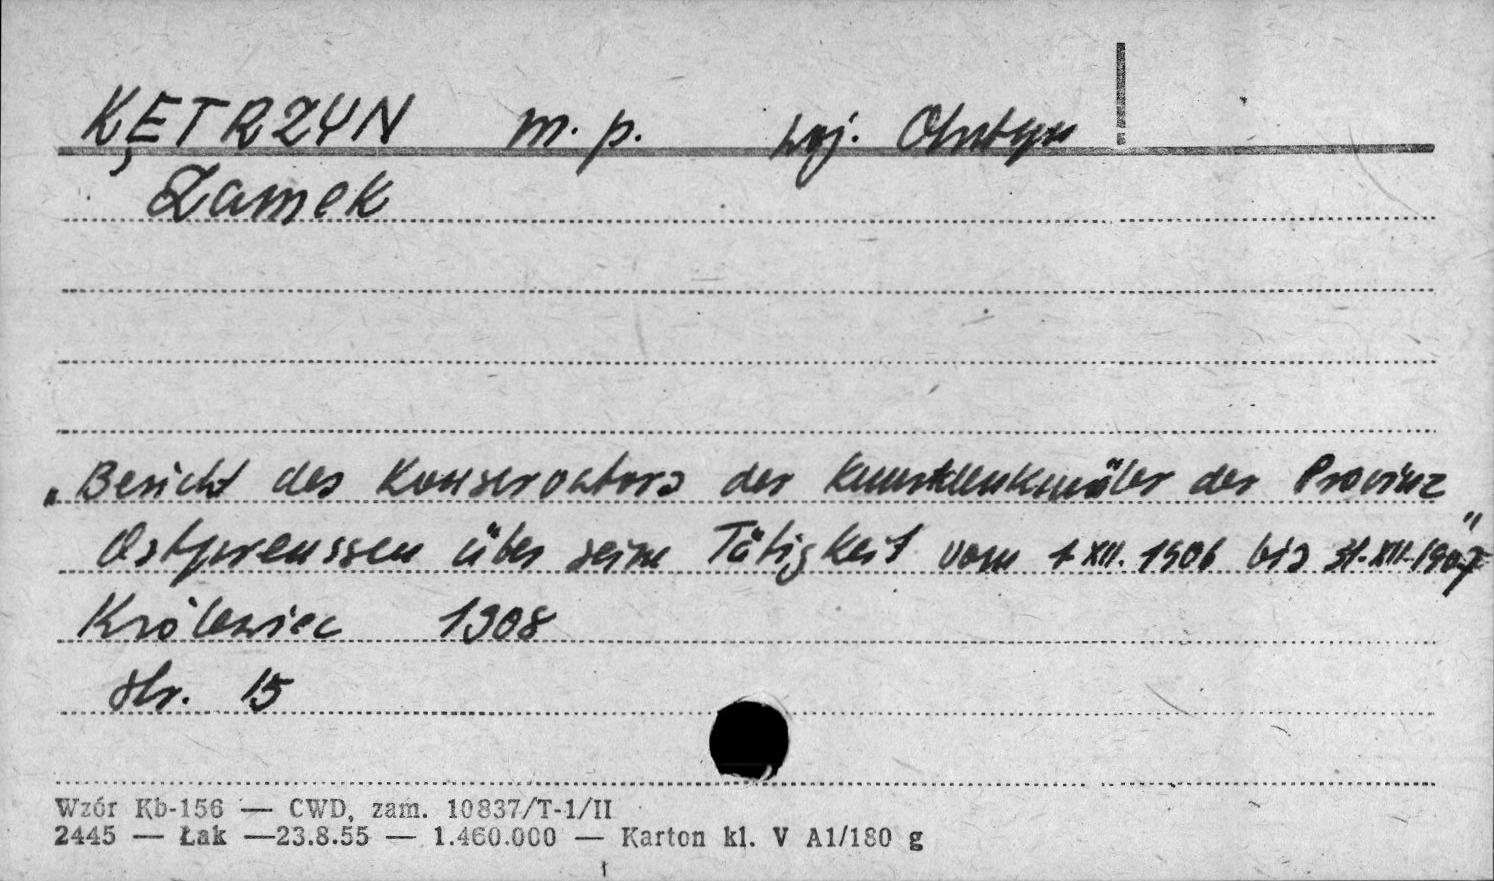 KĘTRZYN m. p. woj. Olsztyn
Zamek
„Bericht des Konservators der Kunstdenkmäler der Provinz
Ostpreussen über seine Tätigkeit vom 1.XII.1906 bis 31.XII.1907"
Królewiec 1908
str. 15
Wzór Kb-156 — CWD, zam. 10837/T-1/II
2445 — Łak —23.8.55 — 1.460.000 — Karton kl. V A1/180 g